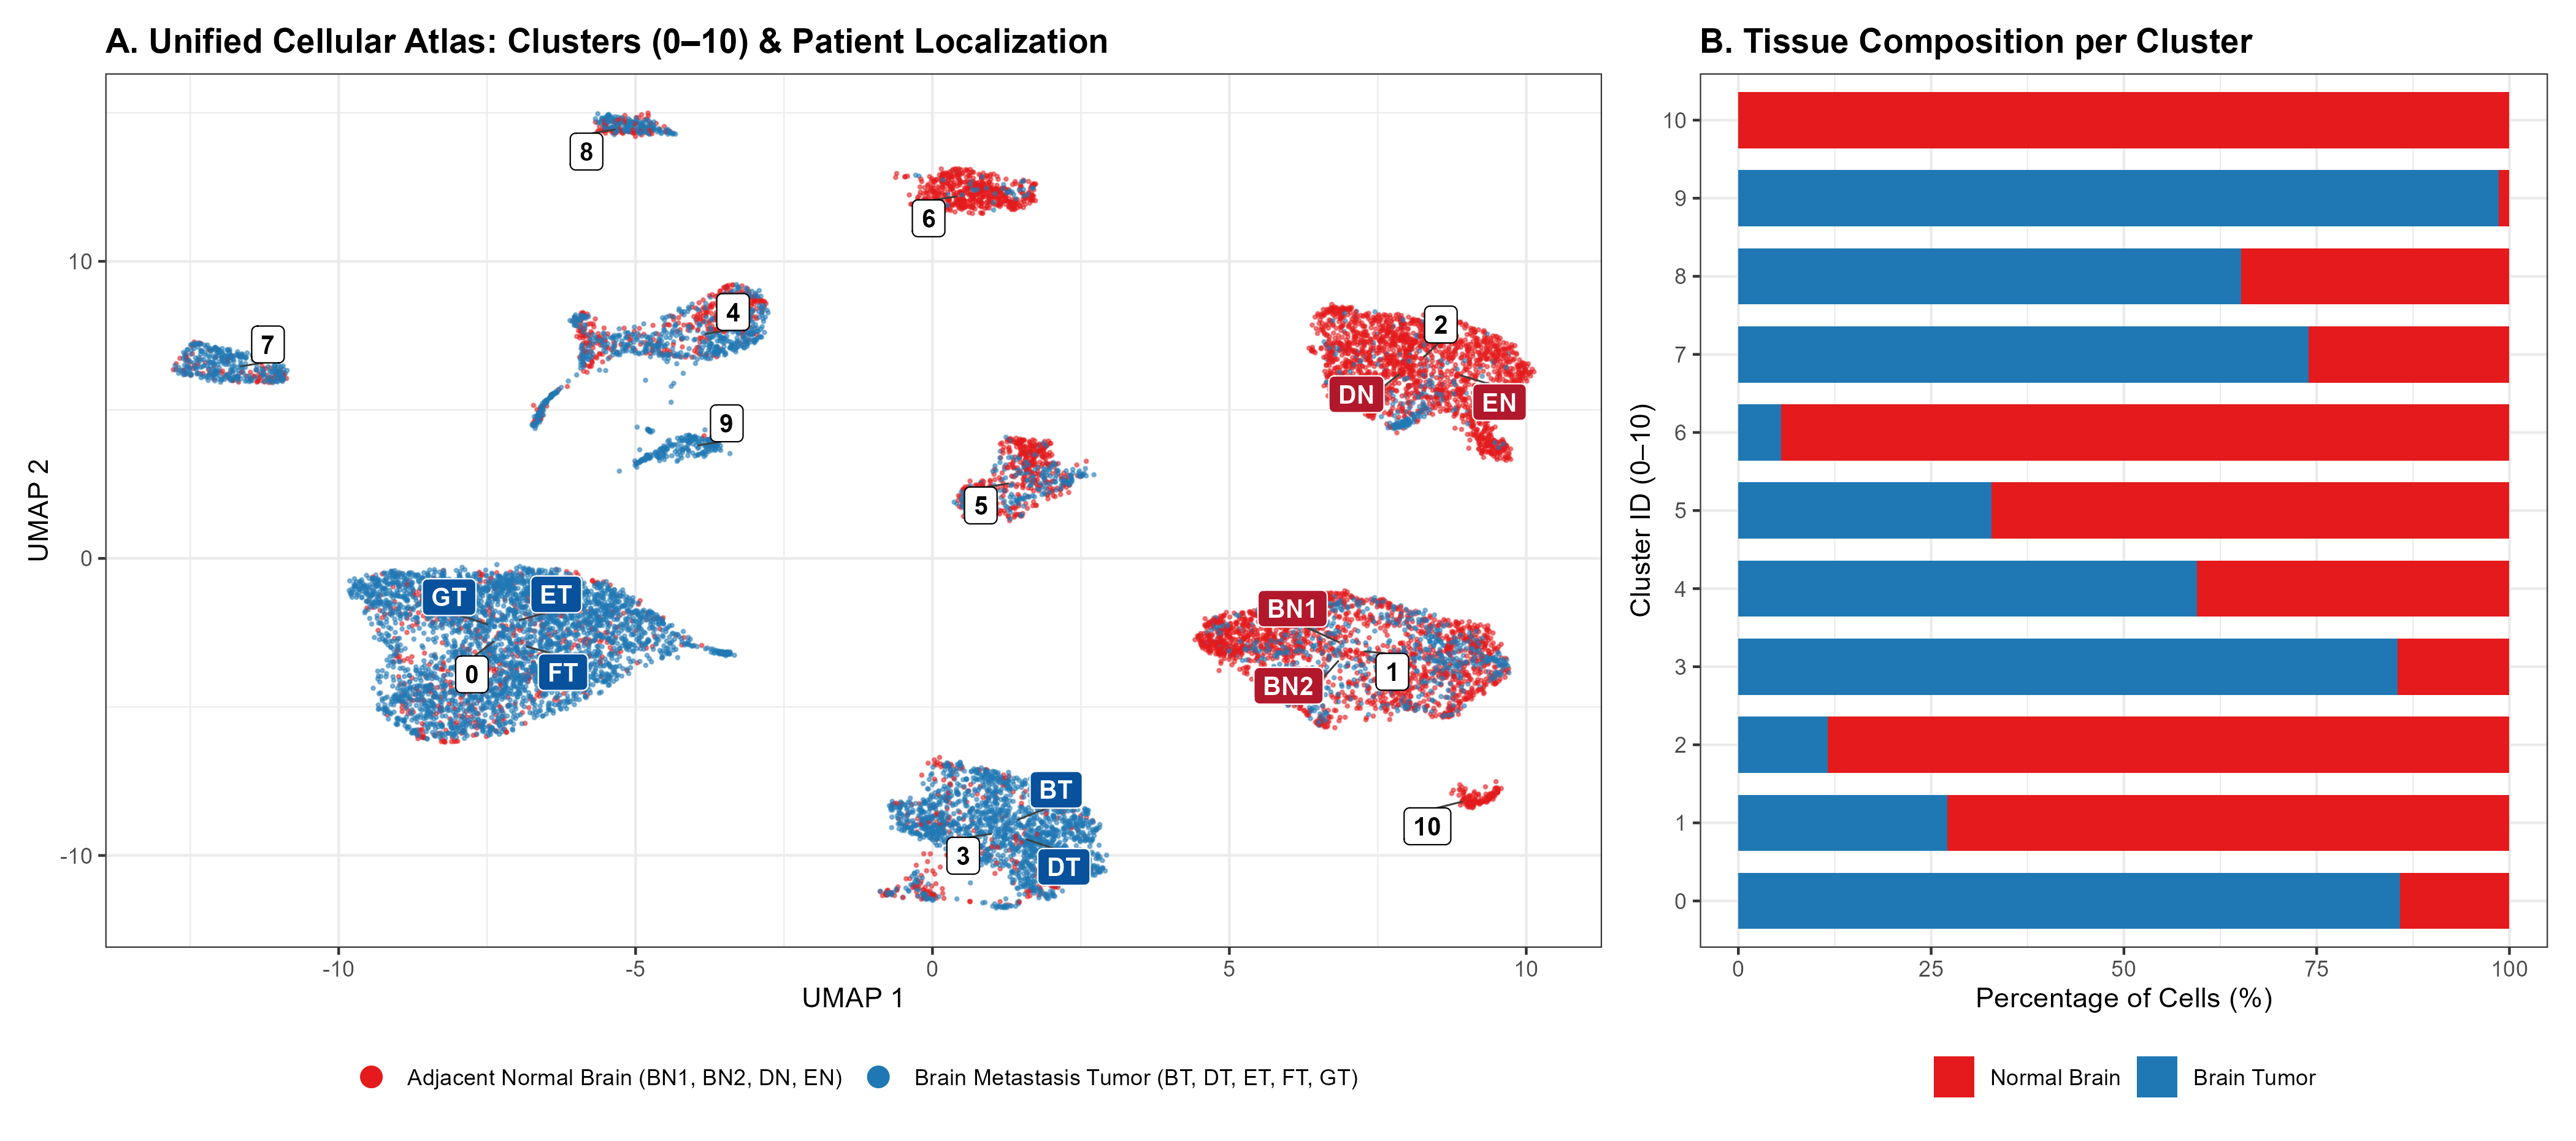 A. Unified Cellular Atlas: Clusters (0–10) & Patient Localization
8
6
10
4
7
2
DN
EN
9
5
UMAP 2
0
GT
ET
0
FT
BN1
BN2
1
BT
10
3
DT
-10
-10
-5
0
5
10
UMAP 1
Adjacent Normal Brain (BN1, BN2, DN, EN)
Brain Metastasis Tumor (BT, DT, ET, FT, GT)
B. Tissue Composition per Cluster
10
9
8
7
6
5
4
3
2
1
0
Cluster ID (0–10)
0
25
50
75
100
Percentage of Cells (%)
Normal Brain
Brain Tumor